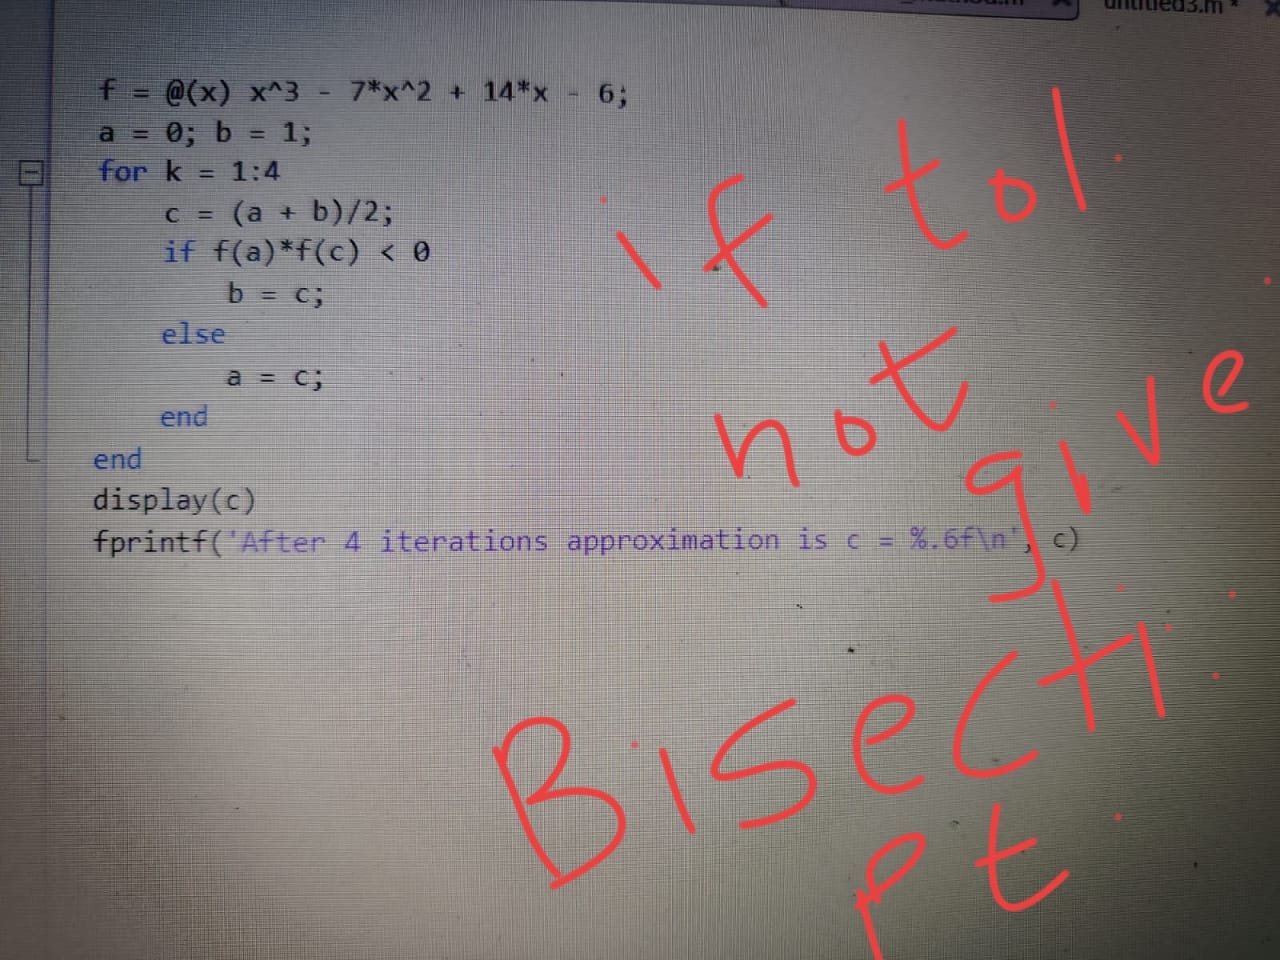 untitled3.m *
f = @(x) x^3 - 7*x^2 + 14*x - 6;
a = 0; b = 1;
for k = 1:4
c = (a + b)/2;
if f(a)*f(c) < 0
b = c;
else
a = c;
end
end
display(c)
fprintf('After 4 iterations approximation is c = %.6f\n', c)
if tol
not
give
Bisecti
pt